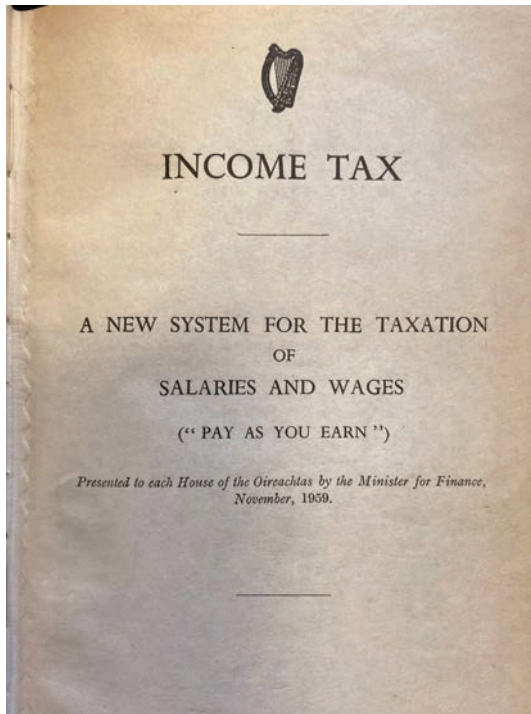 INCOME TAX
A NEW SYSTEM FOR THE TAXATION
OF
SALARIES AND WAGES
(“ PAY AS YOU EARN ”)
Presented to each House of the Oireachtas by the Minister for Finance,
November, 1959.